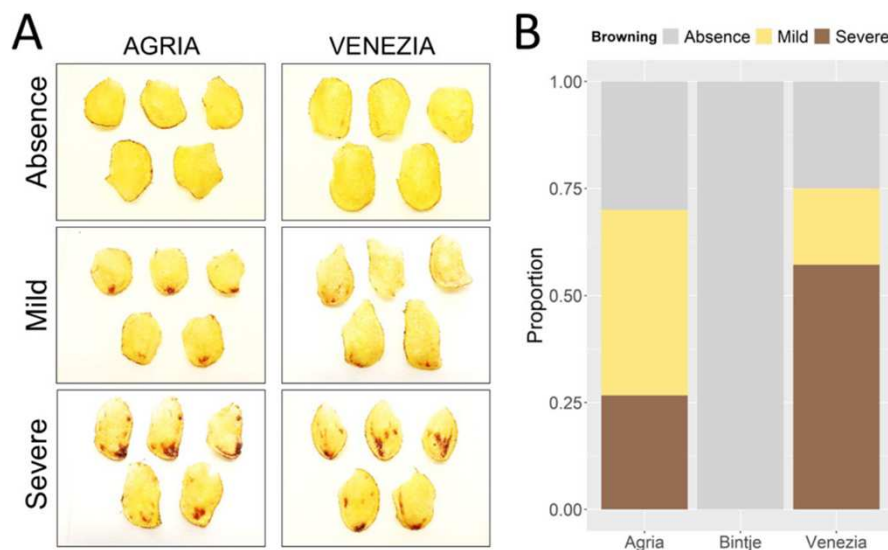 A
AGRIA VENEZIA
Absence
Mild
Severe
B
Browning Absence Mild Severe
Proportion
1.00
0.75
0.50
0.25
0.00
Agria Bintje Venezia